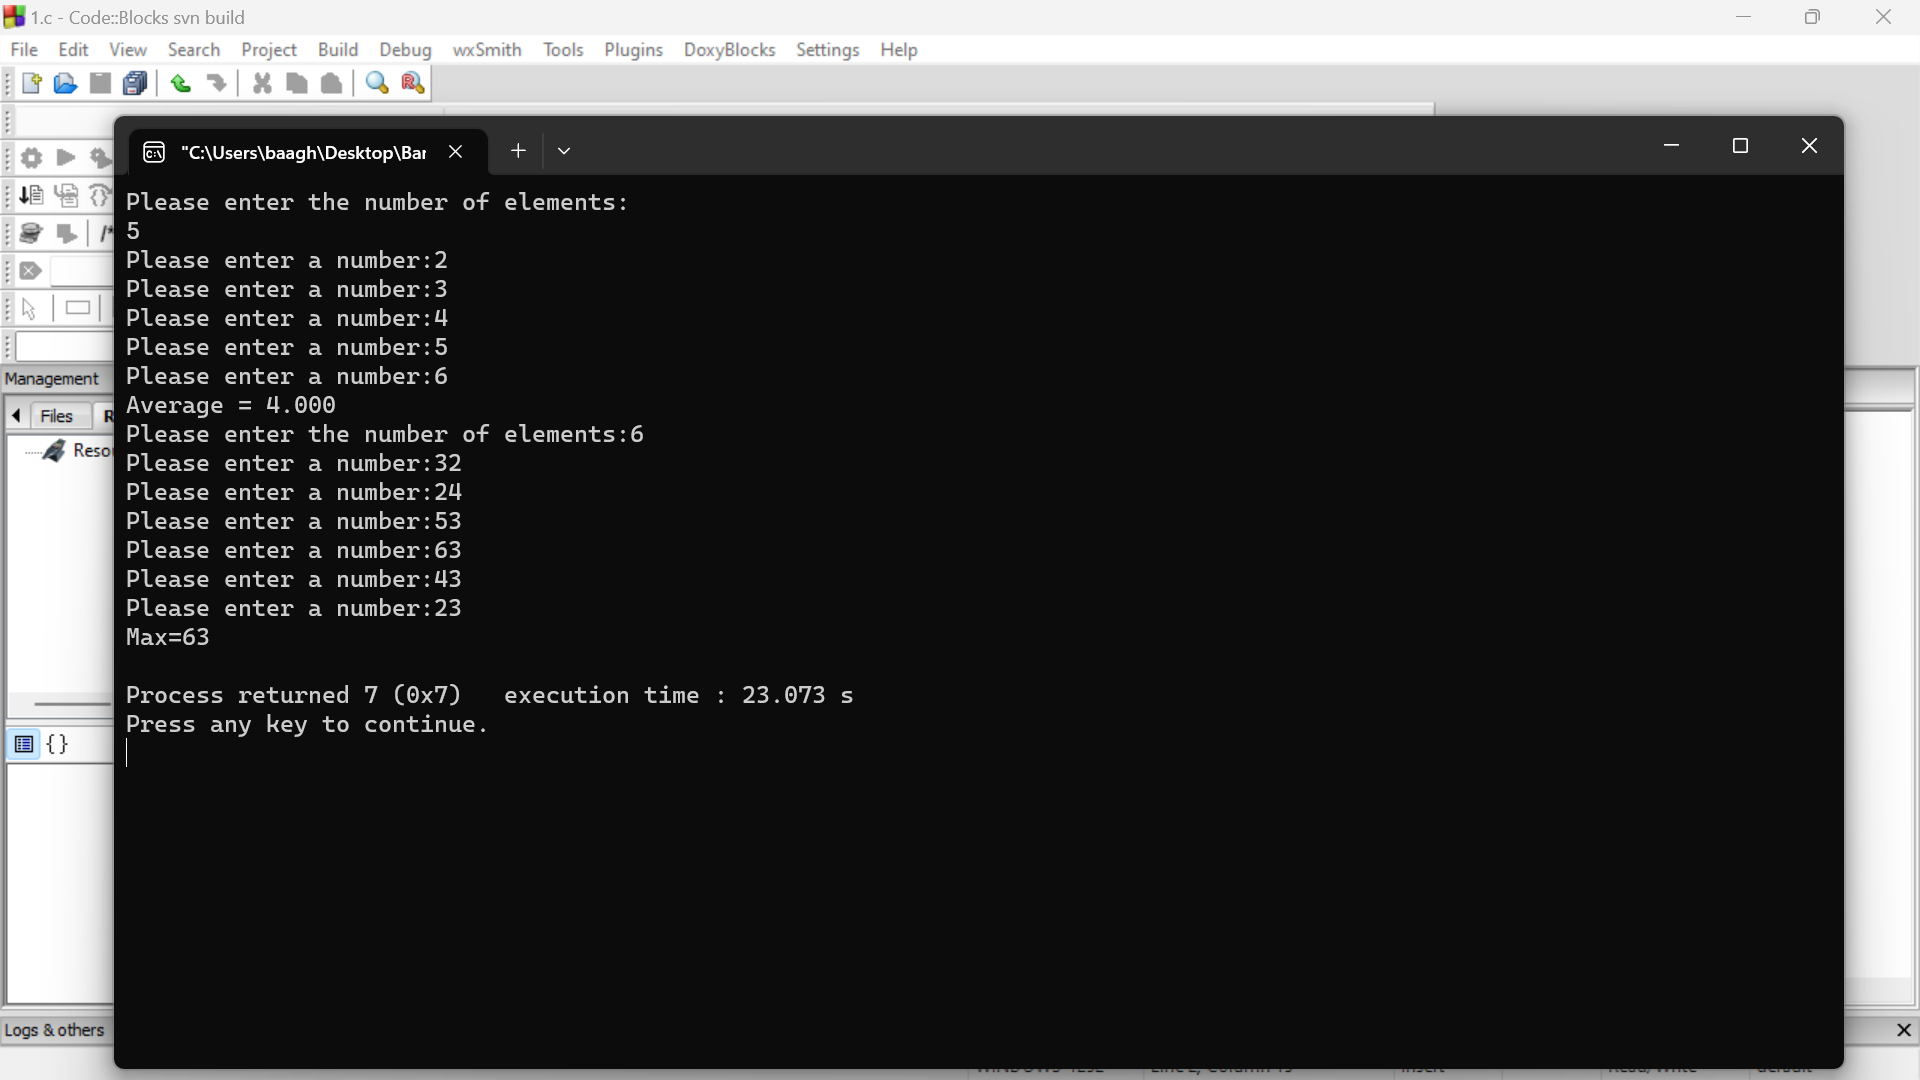 1.c - Code::Blocks svn build
File Edit View Search Project Build Debug wxSmith Tools Plugins DoxyBlocks Settings Help
"C:\Users\baagh\Desktop\Bar
Please enter the number of elements:
5
Please enter a number:2
Please enter a number:3
Please enter a number:4
Please enter a number:5
Please enter a number:6
Average = 4.000
Please enter the number of elements:6
Please enter a number:32
Please enter a number:24
Please enter a number:53
Please enter a number:63
Please enter a number:43
Please enter a number:23
Max=63
Process returned 7 (0x7)   execution time : 23.073 s
Press any key to continue.
Management
Files
Logs & others